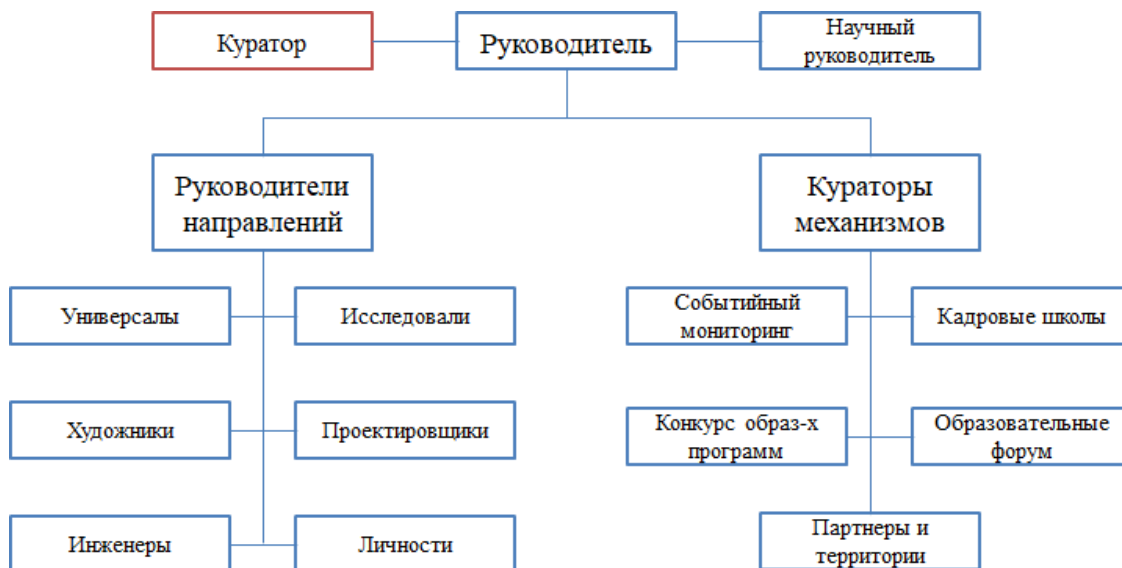 Куратор
Руководитель
Научный
руководитель
Руководители
направлений
Кураторы
механизмов
Универсалы
Исследовали
Событийный
мониторинг
Кадровые школы
Художники
Проектировщики
Конкурс образ-х
программ
Образовательные
форум
Инженеры
Личности
Партнеры и
территории